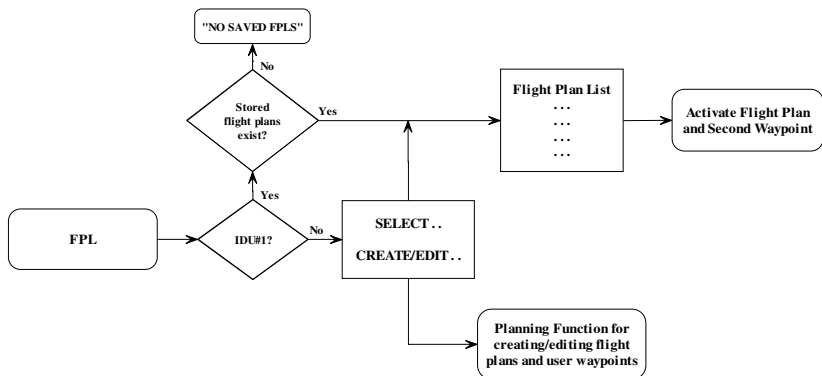 "NO SAVED FPLS"
No
Stored
flight plans
exist?
Yes
Flight Plan List
. . .
. . .
. . .
. . .
Activate Flight Plan
and Second Waypoint
Yes
FPL
IDU#1?
No
SELECT . .
CREATE/EDIT . .
Planning Function for
creating/editing flight
plans and user waypoints